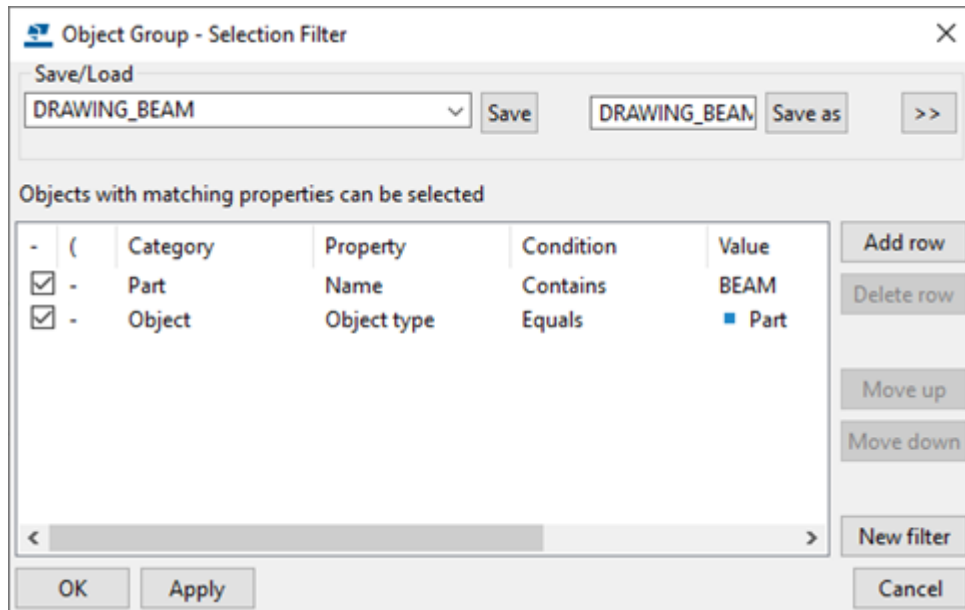 Object Group - Selection Filter
Save/Load
DRAWING_BEAM Save DRAWING_BEAM Save as >>
Objects with matching properties can be selected
- ( Category Property Condition Value Add row
- Part Name Contains BEAM
Delete row
- Object Object type Equals Part
Move up
Move down
< > New filter
OK Apply Cancel